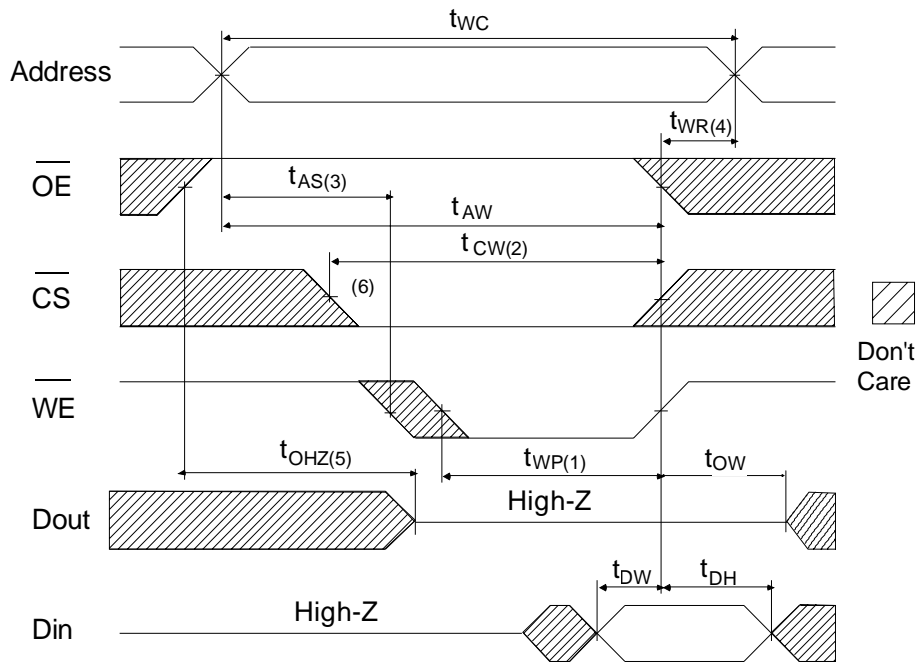 tWC
Address
tWR(4)
OE
tAS(3)
tAW
tCW(2)
CS
(6)
Don't
Care
WE
tOHZ(5)
tWP(1)
tOW
Dout
High-Z
tDW
tDH
High-Z
Din